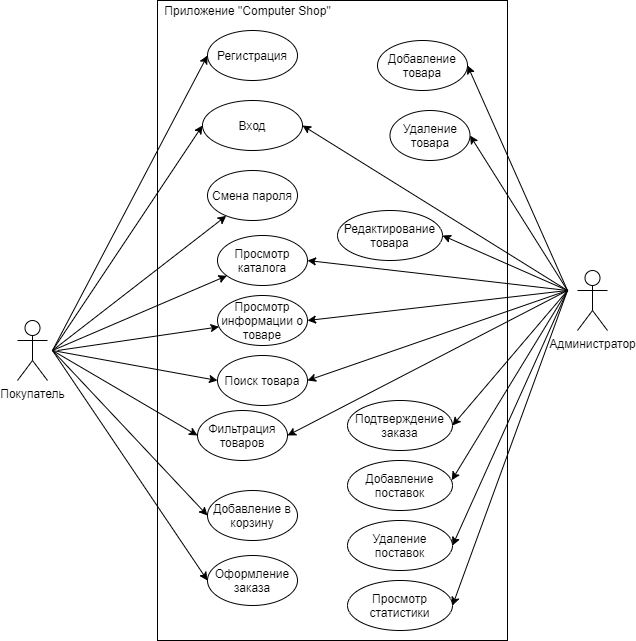 Приложение "Computer Shop"
Регистрация
Добавление
товара
Вход
Удаление
товара
Смена пароля
Редактирование
товара
Просмотр
каталога
Просмотр
информации о
товаре
Администратор
Поиск товара
Покупатель
Подтверждение
заказа
Фильтрация
товаров
Добавление
поставок
Добавление в
корзину
Удаление
поставок
Оформление
заказа
Просмотр
статистики